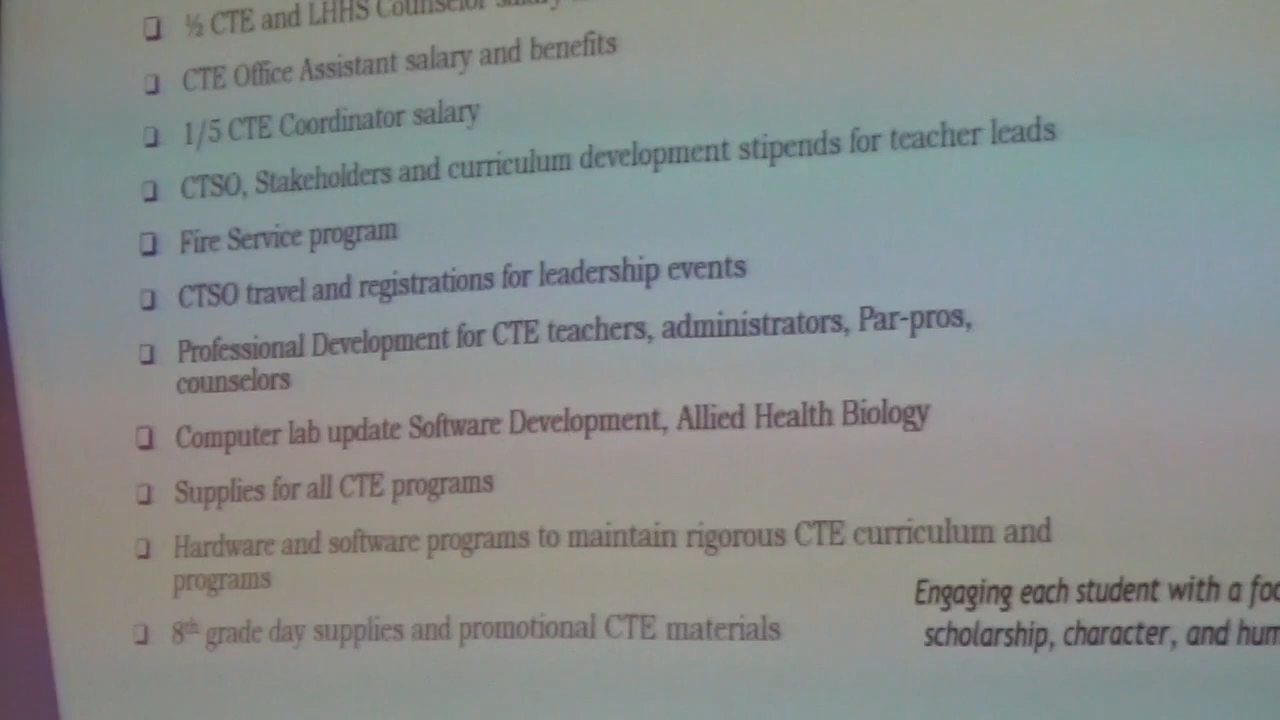 ½ CTE and LHHS Counselor salary
CTE Office Assistant salary and benefits
1/5 CTE Coordinator salary
CTSO, Stakeholders and curriculum development stipends for teacher leads
Fire Service program
CTSO travel and registrations for leadership events
Professional Development for CTE teachers, administrators, Par-pros,
counselors
Computer lab update Software Development, Allied Health Biology
Supplies for all CTE programs
Hardware and software programs to maintain rigorous CTE curriculum and
programs
8th grade day supplies and promotional CTE materials
Engaging each student with a
scholarship, character, and